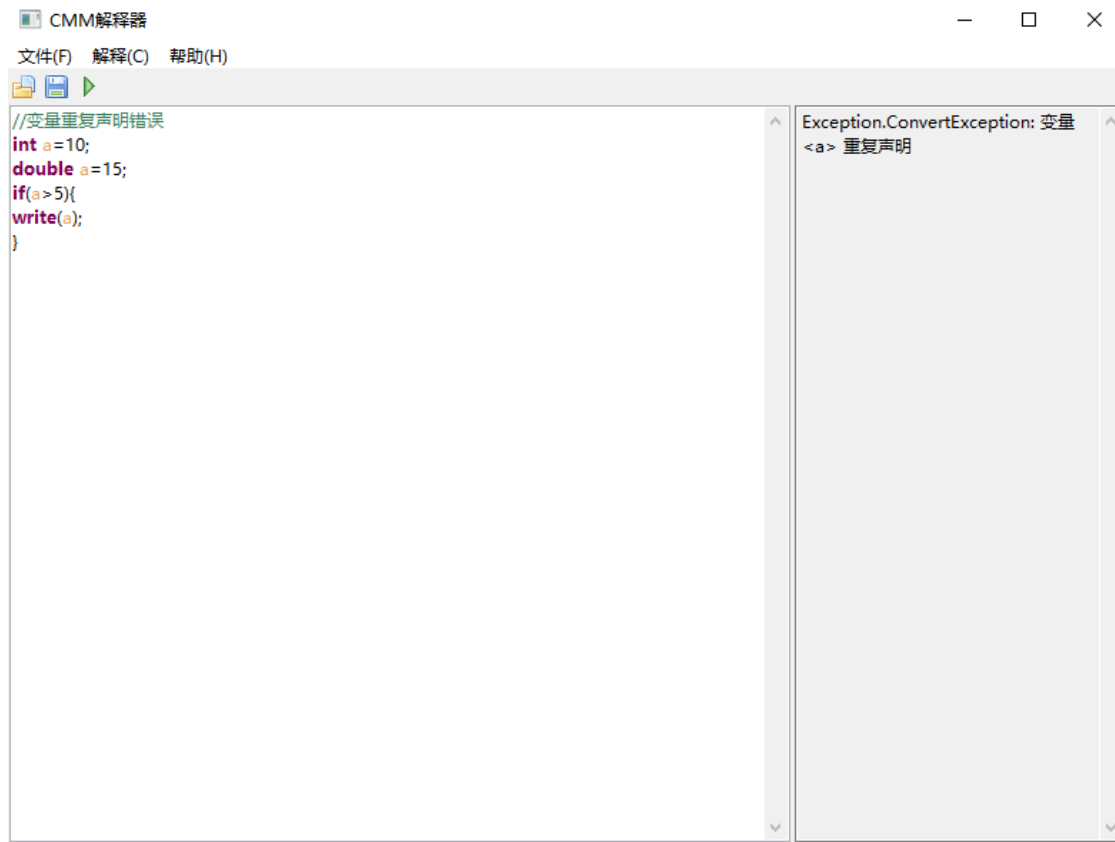 CMM解释器
文件(F) 解释(C) 帮助(H)
//变量重复声明错误
int a=10;
double a=15;
if(a>5){
write(a);
}
Exception.ConvertException: 变量
<a> 重复声明